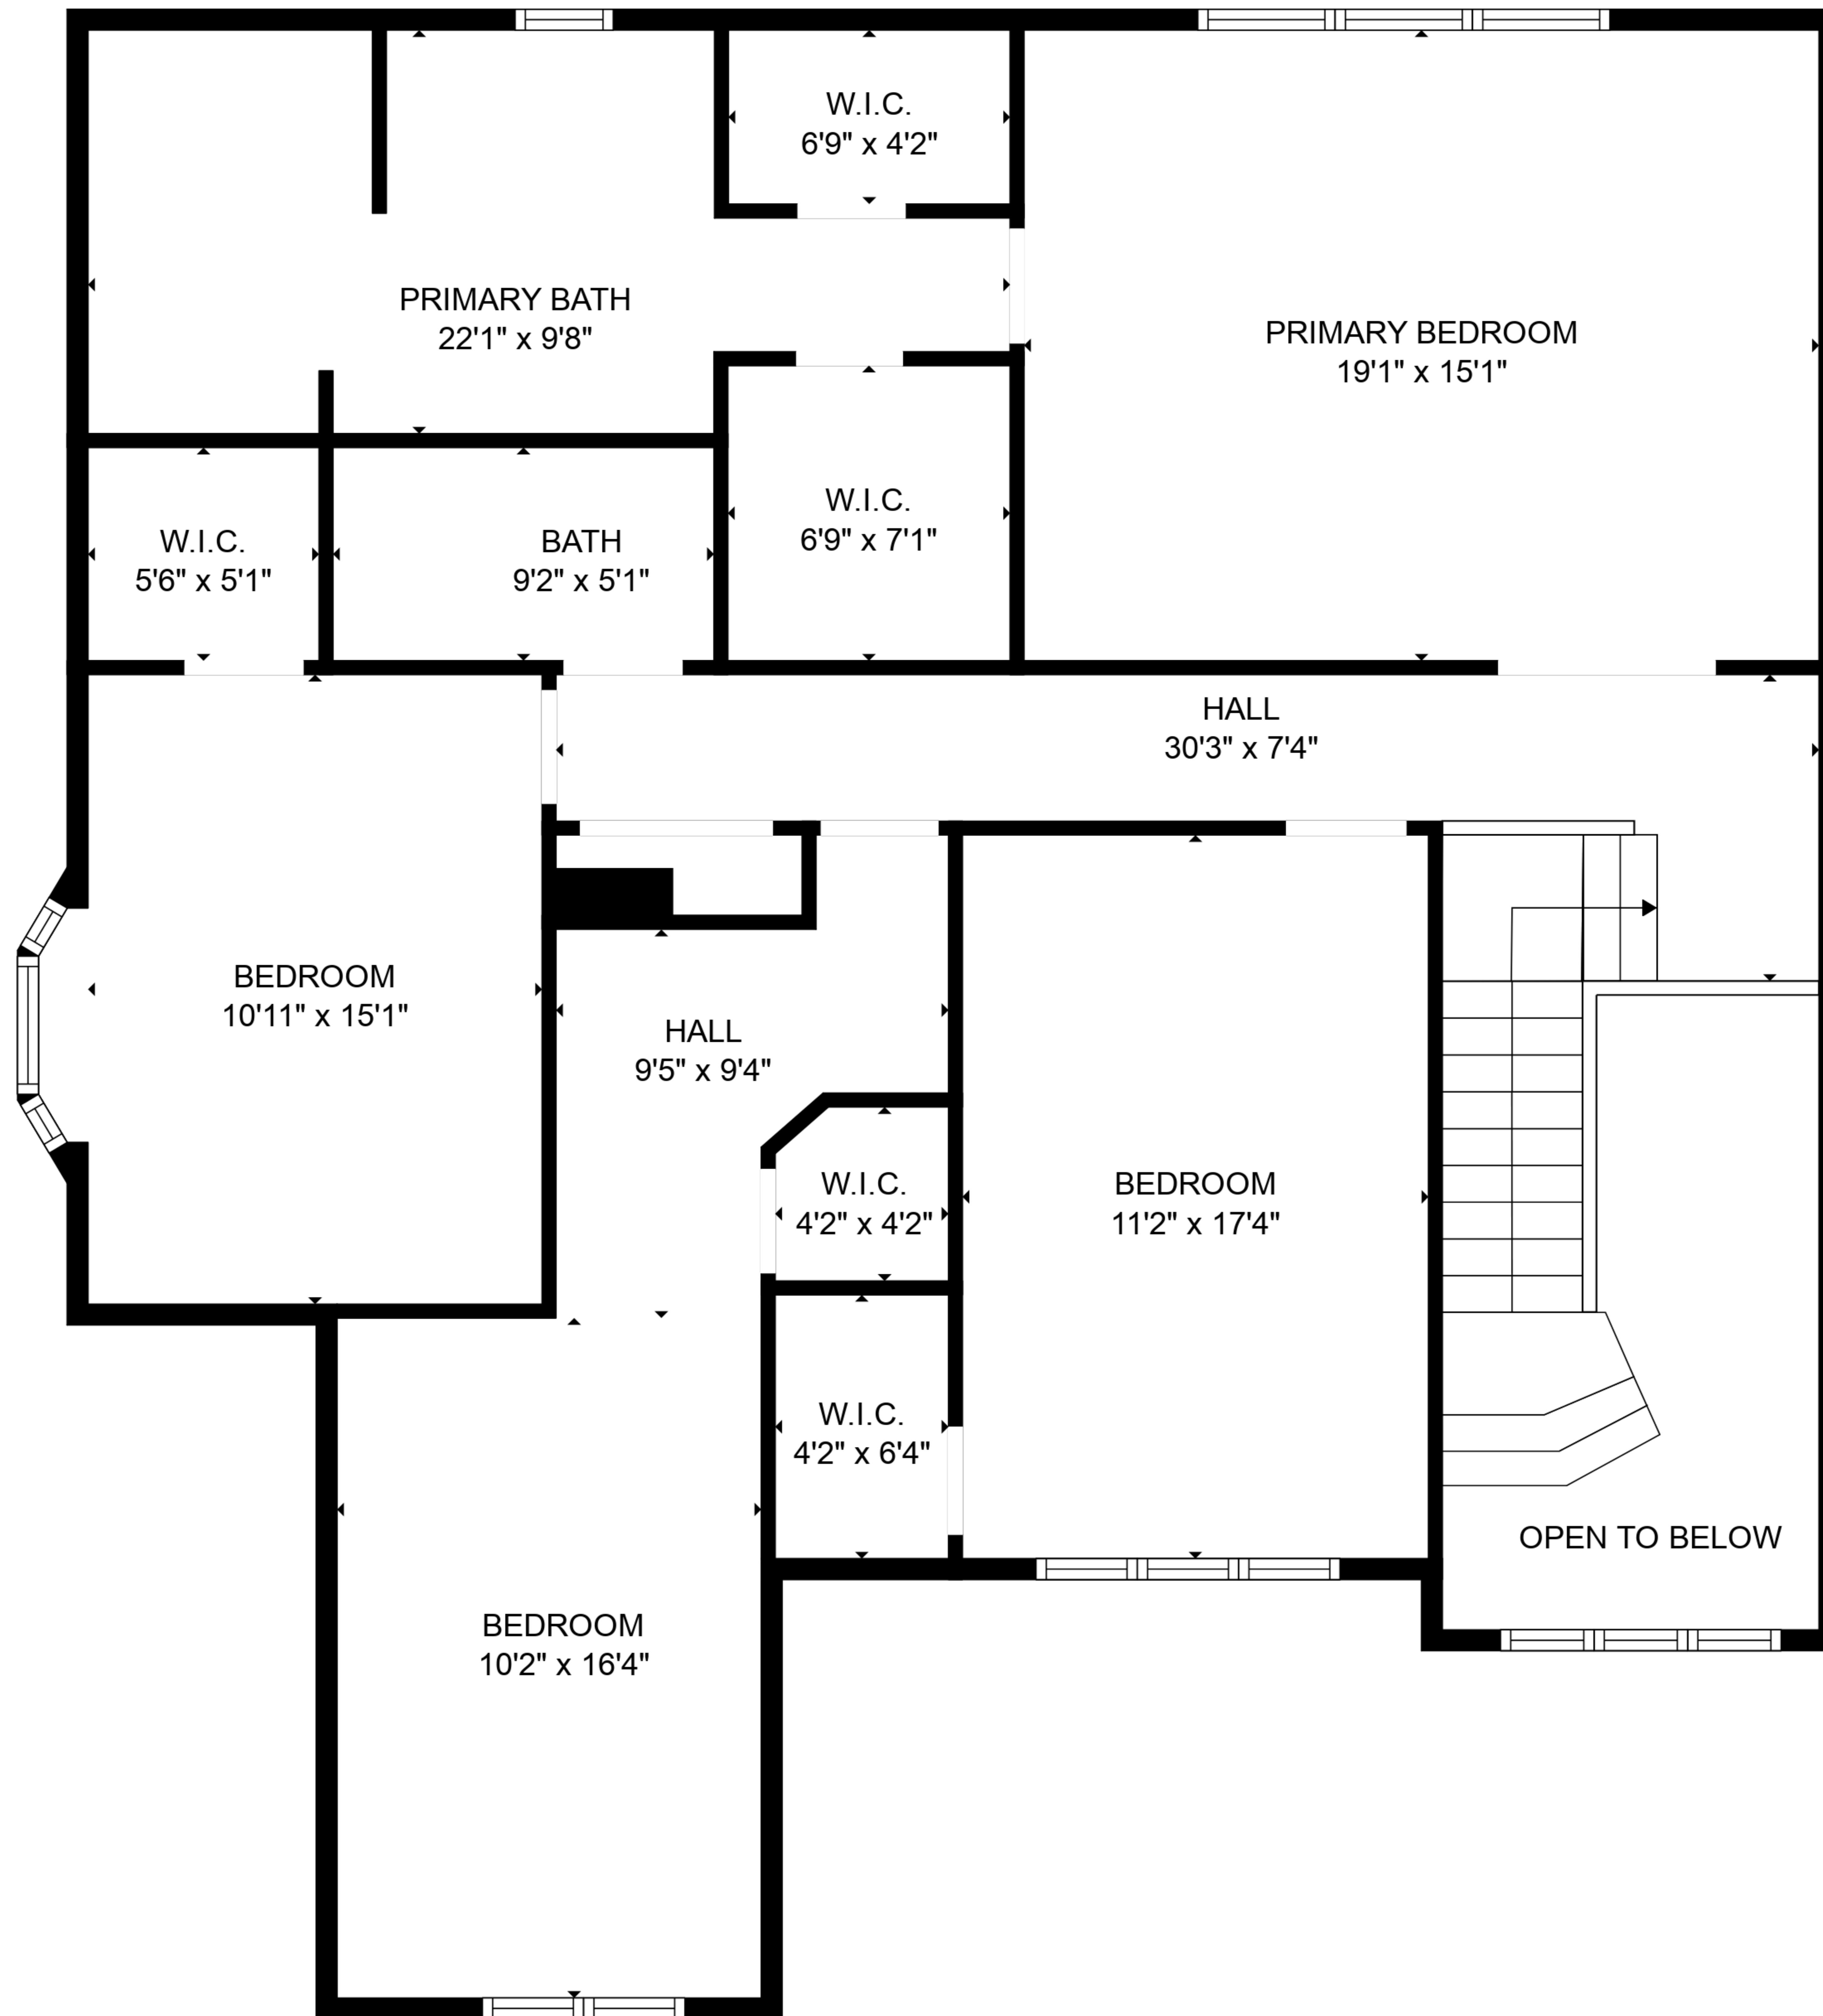 W.I.C.
6'9" x 4'2"
PRIMARY BATH
22'1" x 9'8"
PRIMARY BEDROOM
19'1" x 15'1"
W.I.C.
5'6" x 5'1"
BATH
9'2" x 5'1"
W.I.C.
6'9" x 7'1"
HALL
30'3" x 7'4"
BEDROOM
10'11" x 15'1"
HALL
9'5" x 9'4"
W.I.C.
4'2" x 4'2"
BEDROOM
11'2" x 17'4"
W.I.C.
4'2" x 6'4"
OPEN TO BELOW
BEDROOM
10'2" x 16'4"